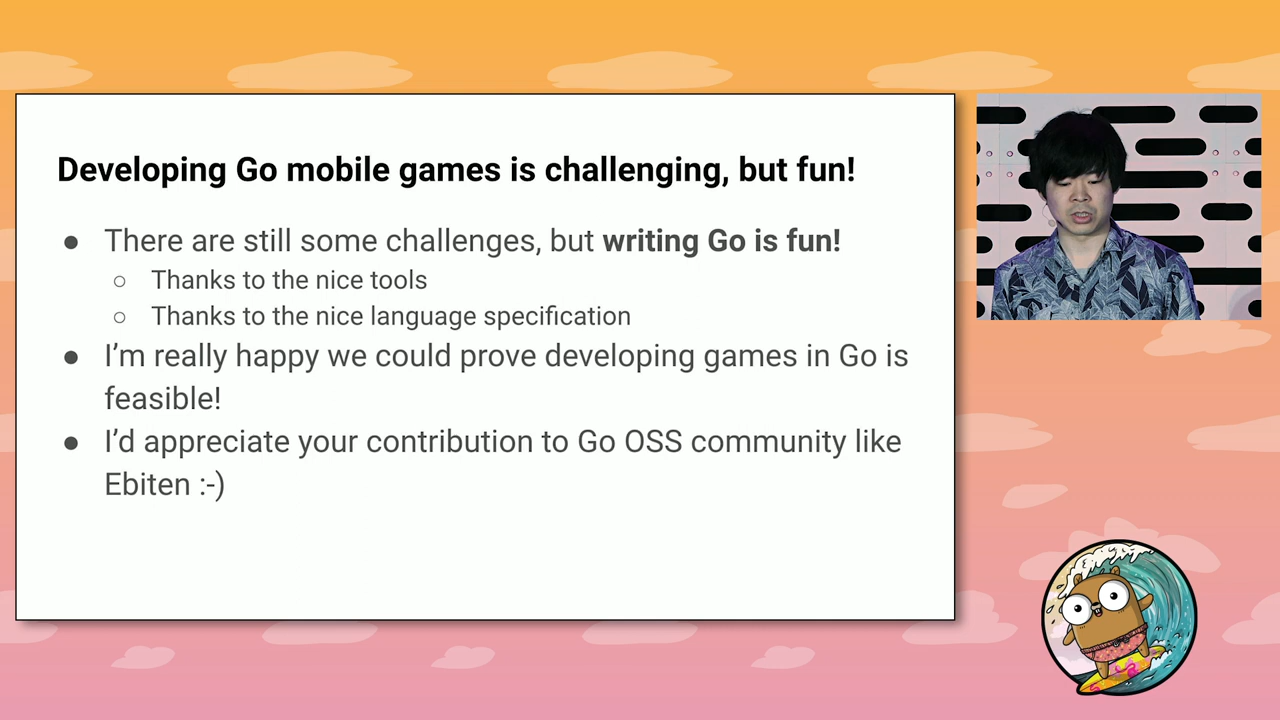 Developing Go mobile games is challenging, but fun!
● There are still some challenges, but writing Go is fun!
○ Thanks to the nice tools
○ Thanks to the nice language specification
● I’m really happy we could prove developing games in Go is
feasible!
● I’d appreciate your contribution to Go OSS community like
Ebiten :-)